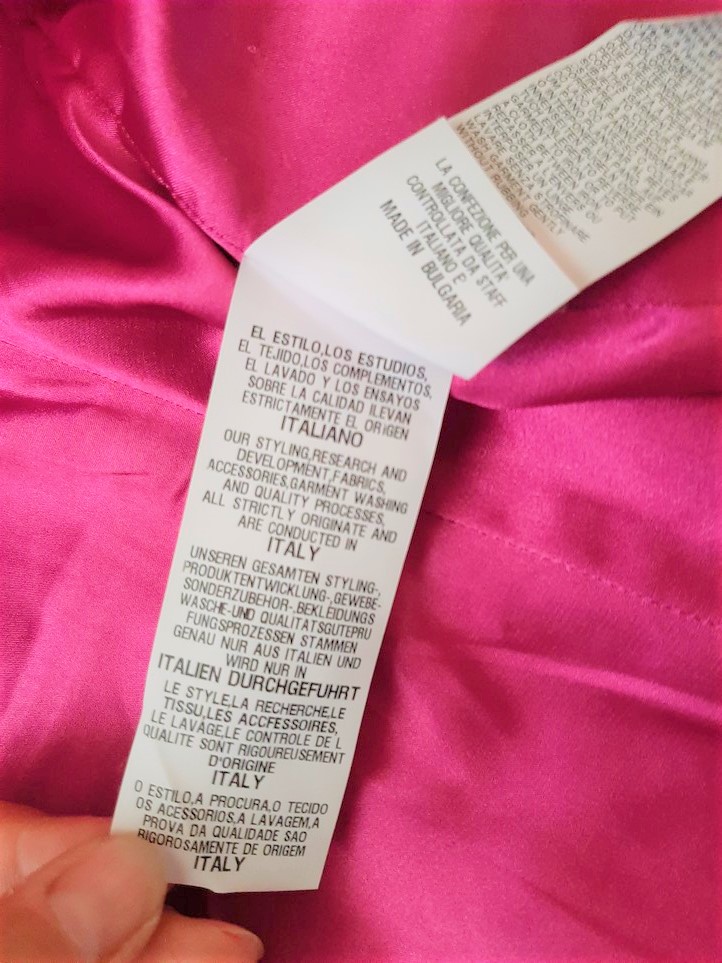 LA CONFEZIONE PER UNA
MIGLIORE QUALITA'
CONTROLLATA DA STAFF
ITALIANO E'
MADE IN BULGARIA
EL ESTILO,LOS ESTUDIOS,
EL TEJIDO,LOS COMPLEMENTOS,
EL LAVADO Y LOS ENSAYOS
SOBRE LA CALIDAD ILEVAN
ESTRICTAMENTE EL ORIGEN
ITALIANO
OUR STYLING,RESEARCH AND
DEVELOPMENT,FABRICS,
ACCESSORIES,GARMENT WASHING
AND QUALITY PROCESSES,
ALL STRICTLY ORIGINATE AND
ARE CONDUCTED IN
ITALY
UNSEREN GESAMTEN STYLING-,
PRODUKTENTWICKLUNG-,GEWEBE-
SONDERZUBEHOR-,BEKLEIDUNGS
WASCHE-UND QUALITATSGUTEPRU
FUNGSPROZESSEN STAMMEN
GENAU NUR AUS ITALIEN UND
WIRD NUR IN
ITALIEN DURCHGEFUHRT
LE STYLE,LA RECHERCHE,LE
TISSU,LES ACCFESSOIRES,
LE LAVAGE,LE CONTROLE DE L
QUALITE SONT RIGOUREUSEMENT
D'ORIGINE
ITALY
O ESTILO,A PROCURA,O TECIDO
OS ACESSORIOS,A LAVAGEM,A
PROVA DA QUALIDADE SAO
RIGOROSAMENTE DE ORIGEM
ITALY
WITHOUT RUBBING
WASH GARMENT GENTLY